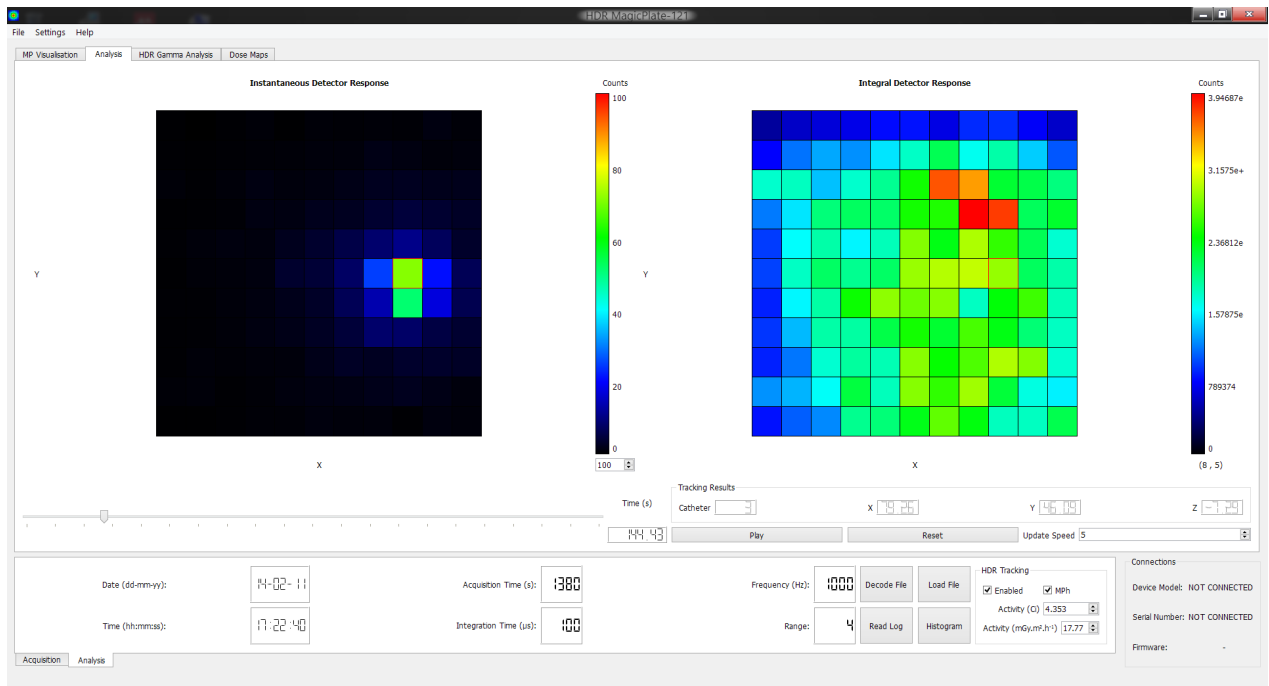 HDR MagicPlate-121
File Settings Help
MP Visualisation Analysis HDR Gamma Analysis Dose Maps
Instantaneous Detector Response
Counts
100
80
60
40
20
0
Y
X
100
Integral Detector Response
Counts
3.94687e
3.1575e+
2.36812e
1.57875e
789374
0
Y
X
(8 , 5)
Time (s)
144.43
Tracking Results
Catheter 3 X 79.26 Y 46.09 Z -7.29
Play Reset Update Speed 5
Date (dd-mm-yy): 14-02-11
Acquisition Time (s): 1380
Frequency (Hz): 1000
Decode File Load File
Time (hh:mm:ss): 17:22:40
Integration Time (µs): 100
Range: 4
Read Log Histogram
HDR Tracking
Enabled MPh
Activity (Ci) 4.353
Activity (mGy.m².h⁻¹) 17.77
Connections
Device Model: NOT CONNECTED
Serial Number: NOT CONNECTED
Firmware: -
Acquisition Analysis